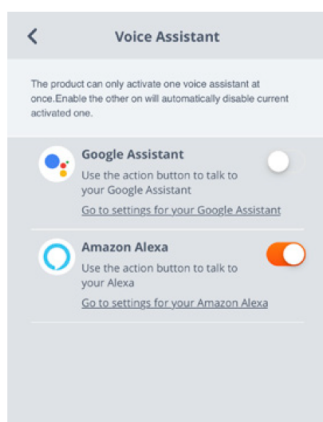 Voice Assistant
The product can only activate one voice assistant at
once.Enable the other on will automatically disable current
activated one.
Google Assistant
Use the action button to talk to
your Google Assistant
Go to settings for your Google Assistant
Amazon Alexa
Use the action button to talk to
your Alexa
Go to settings for your Amazon Alexa